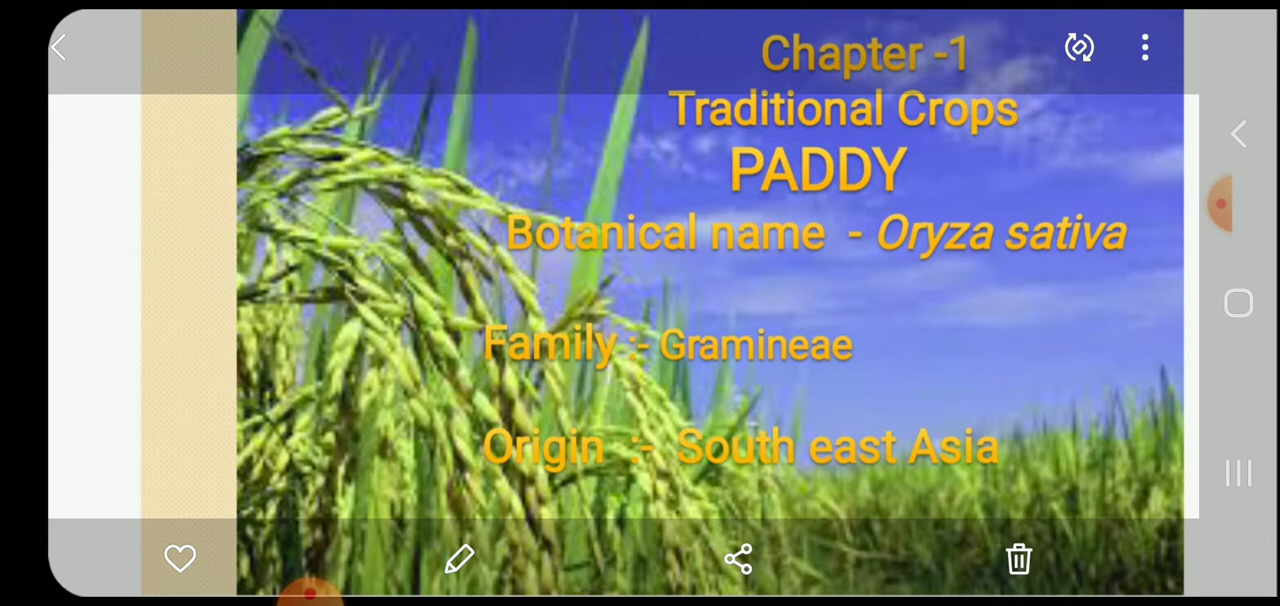 Chapter -1
Traditional Crops
PADDY
Botanical name - Oryza sativa
Family :- Gramineae
Origin :- South east Asia